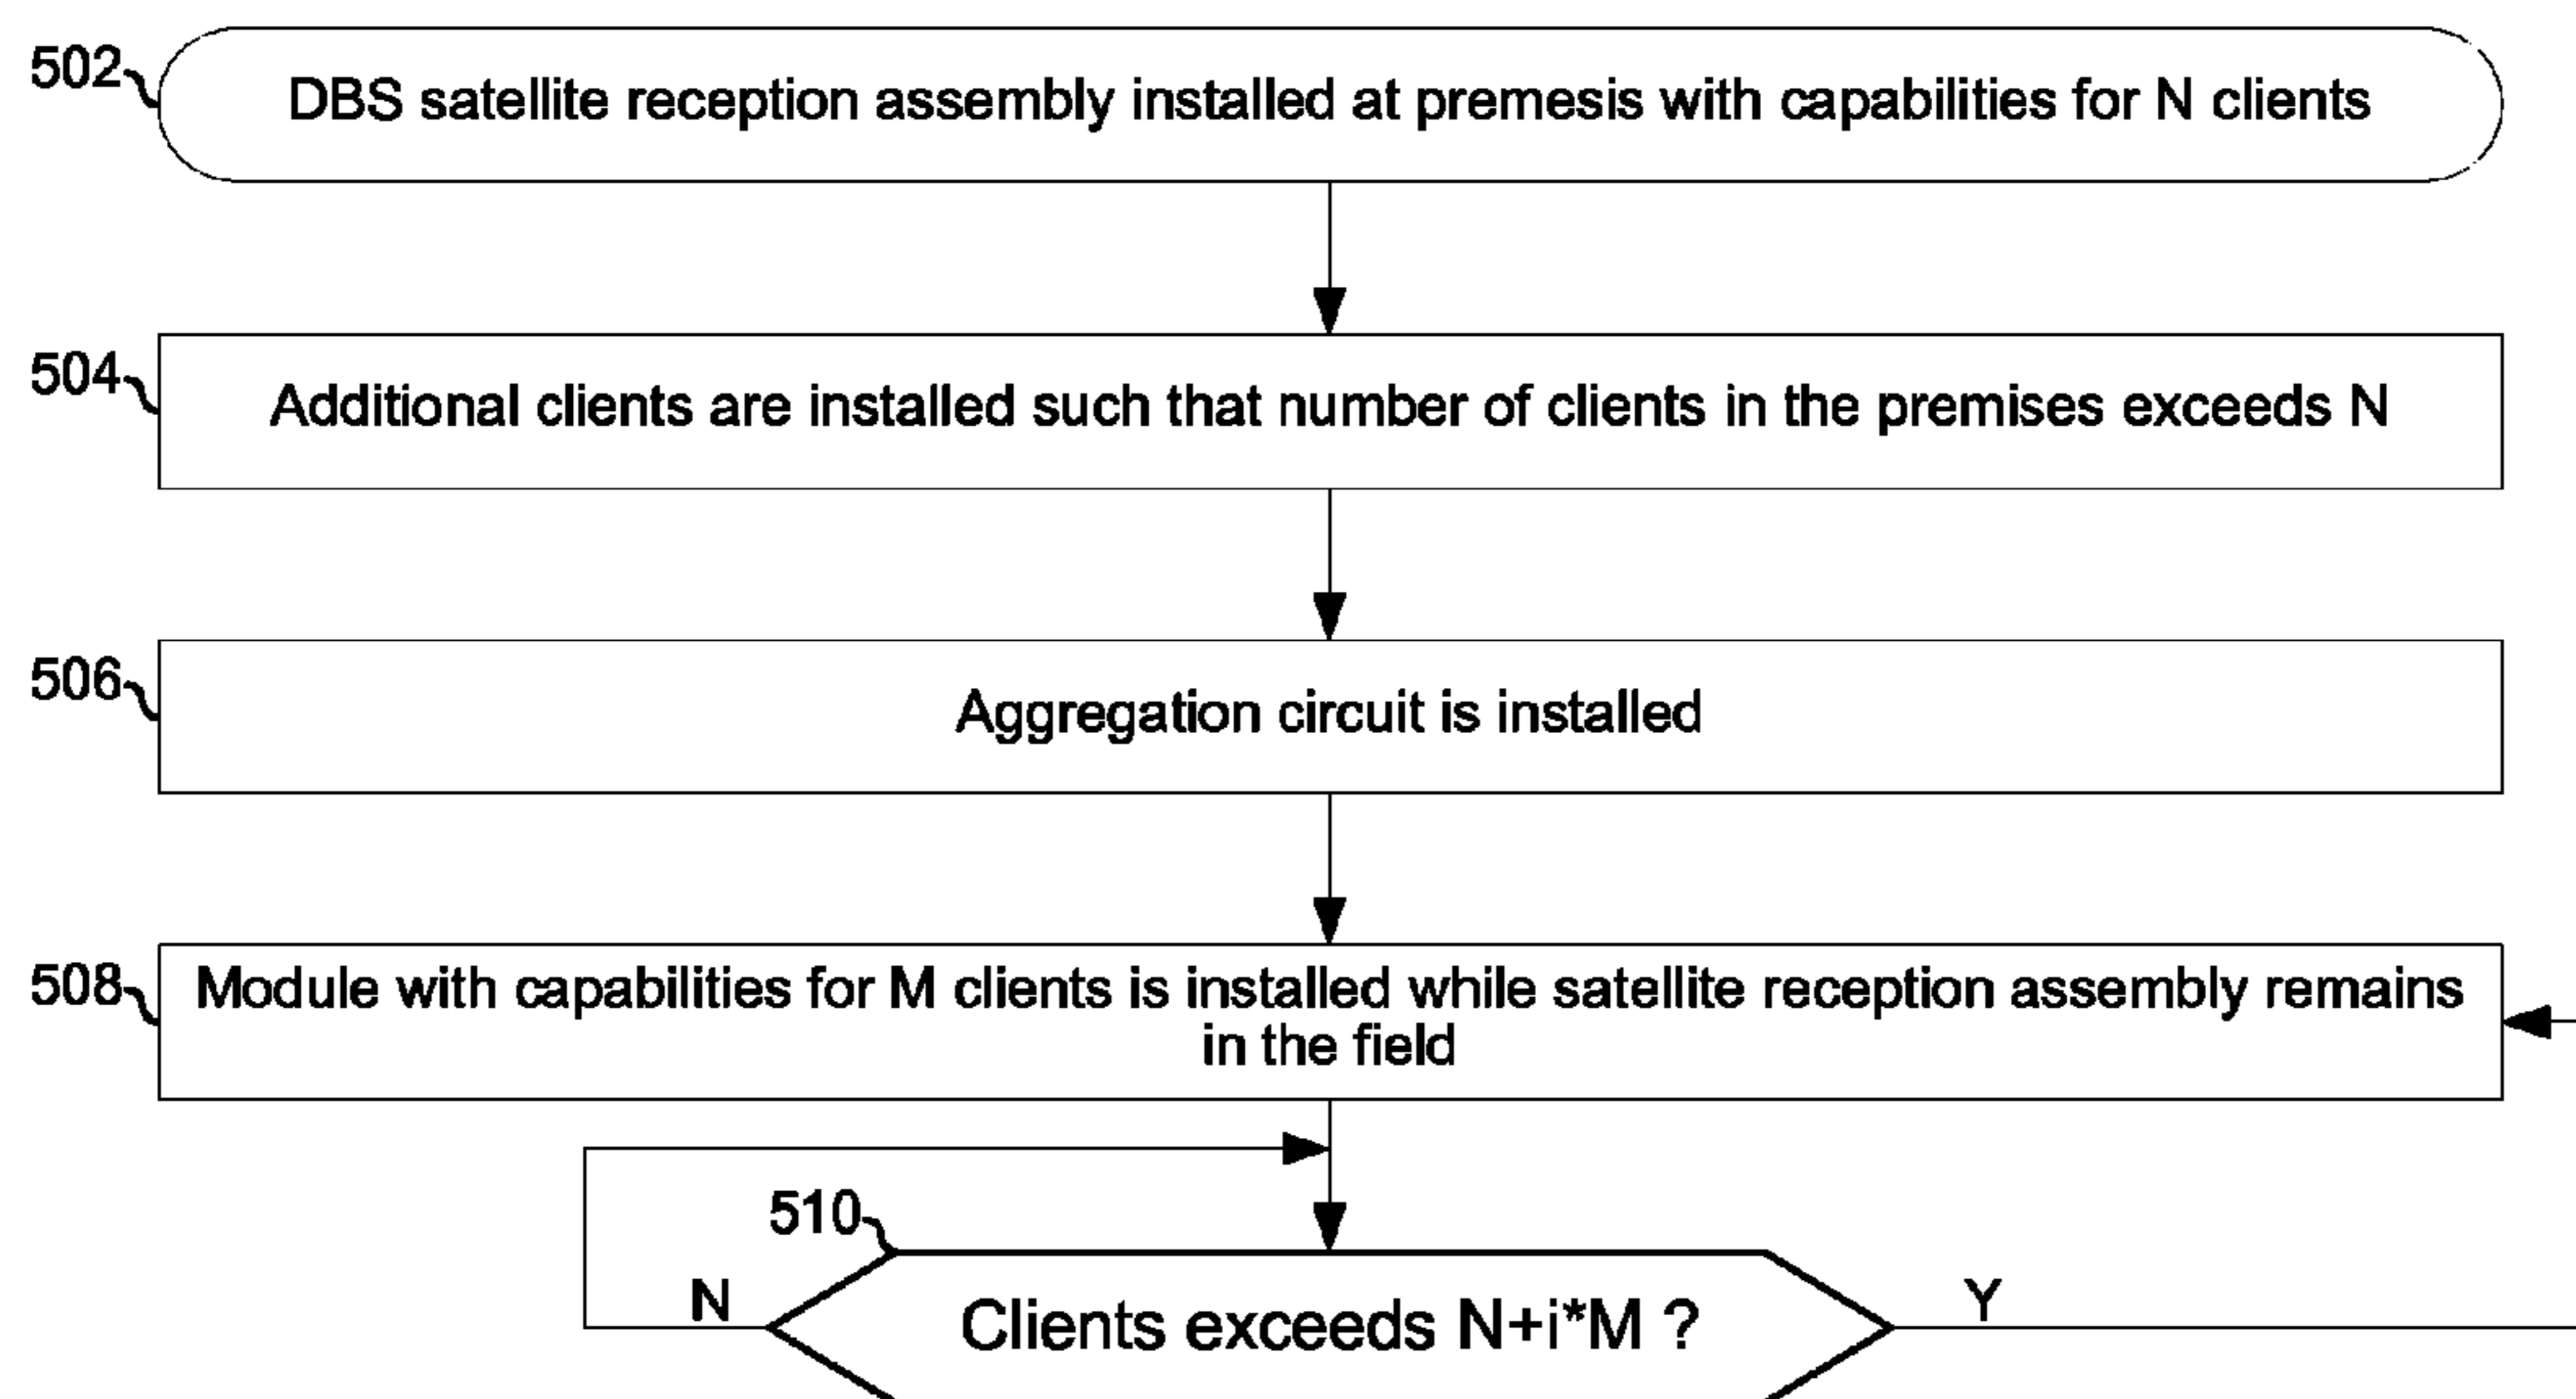 502
DBS satellite reception assembly installed at premesis with capabilities for N clients
504
Additional clients are installed such that number of clients in the premises exceeds N
506
Aggregation circuit is installed
508
Module with capabilities for M clients is installed while satellite reception assembly remains
in the field
510
N
Clients exceeds N+i*M ?
Y